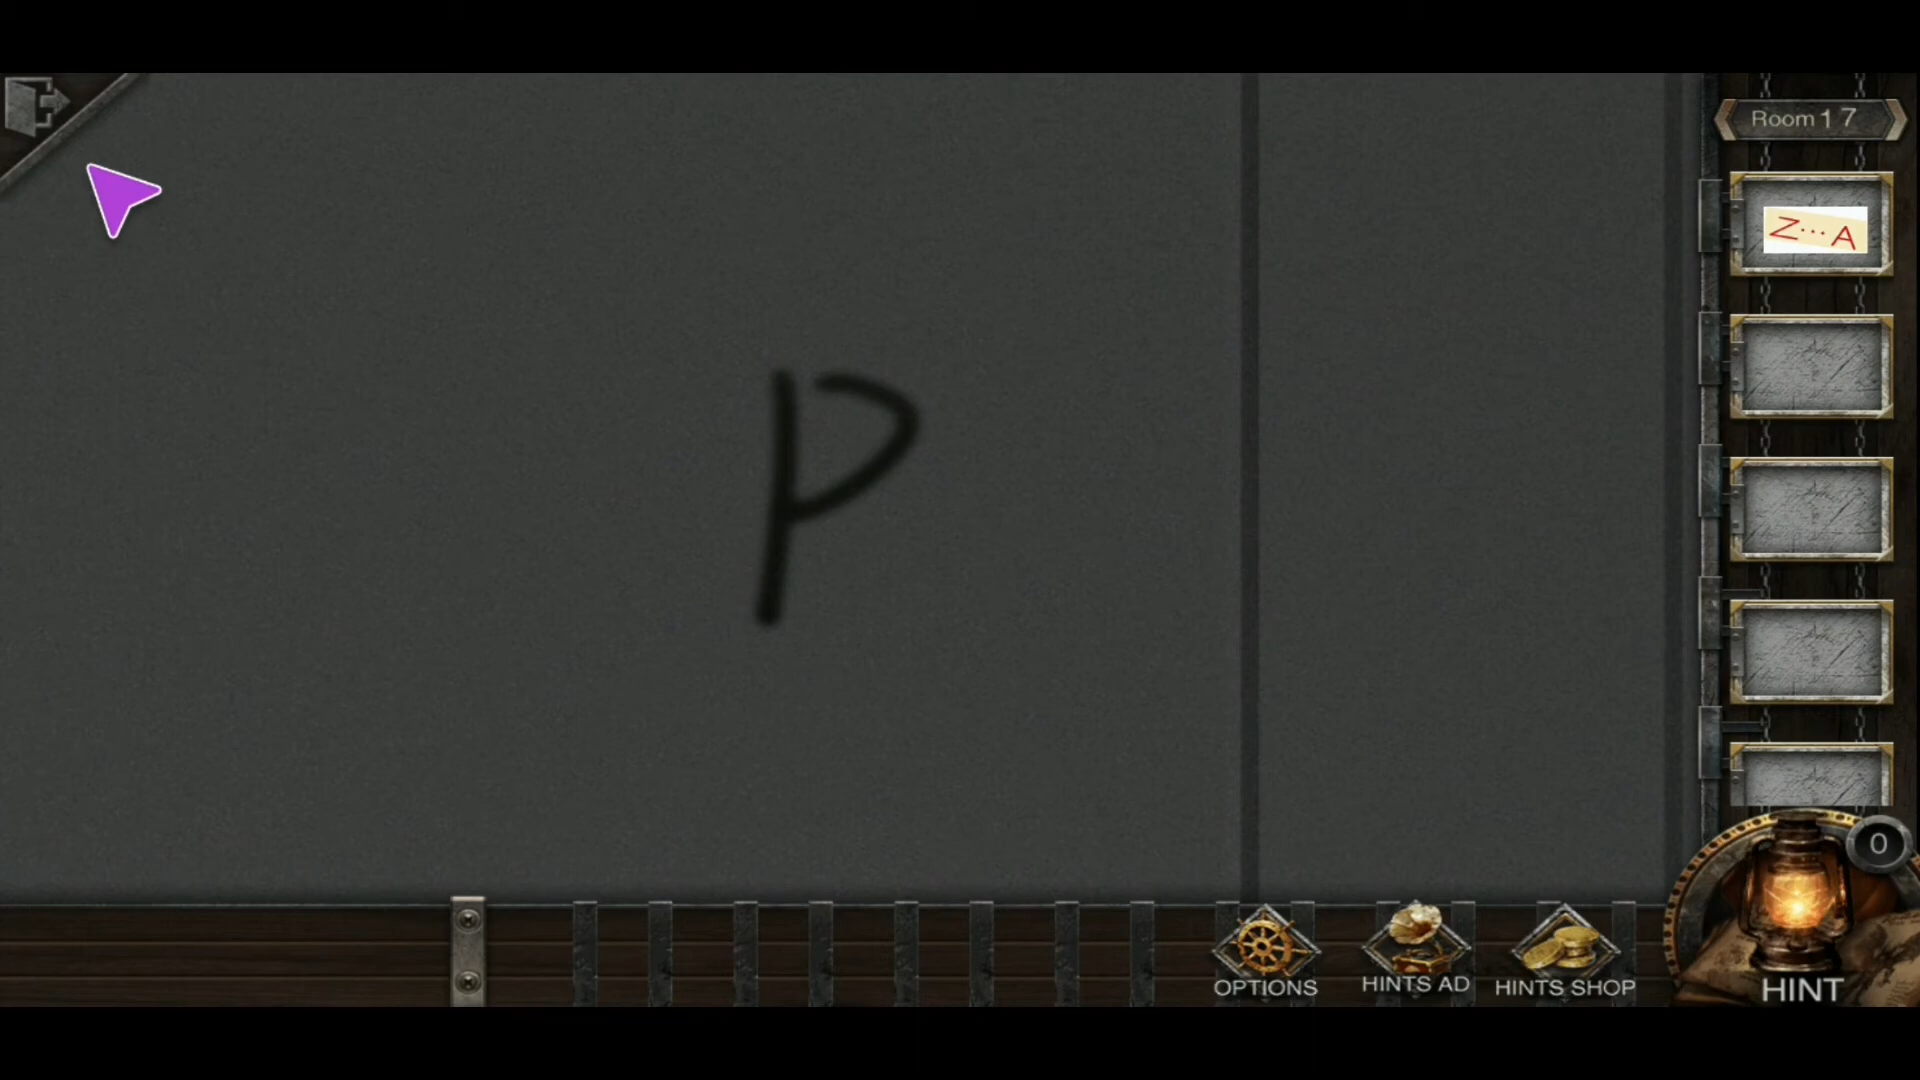 Room 17
Z...A
P
0
OPTIONS
HINTS AD
HINTS SHOP
HINT